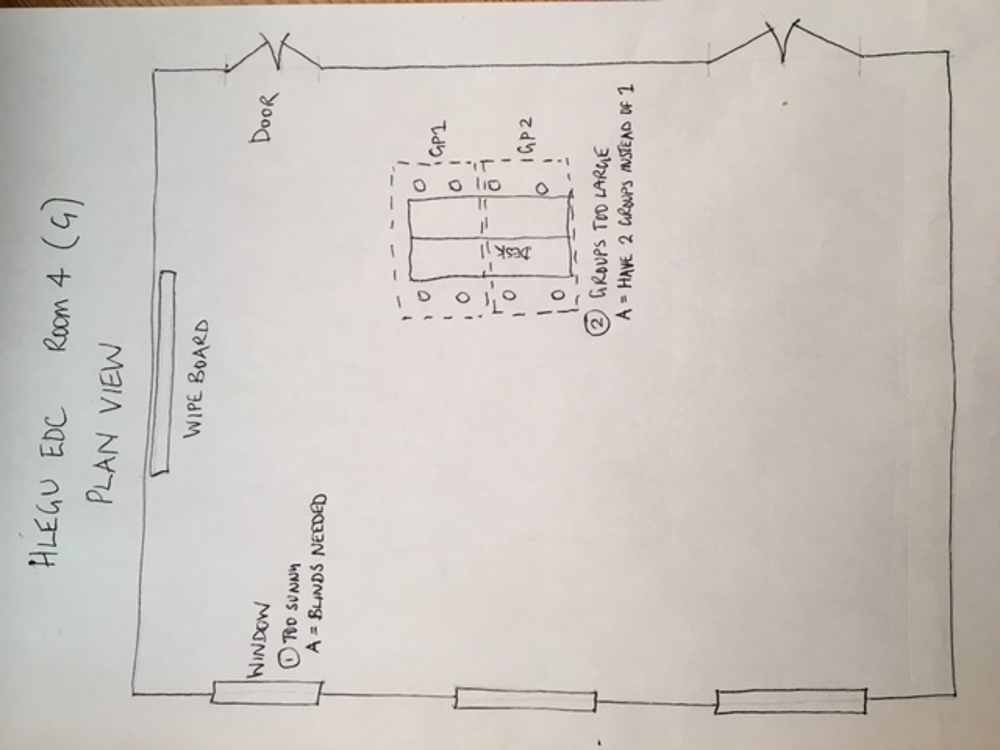 HLEGU EDC Room 4 (G)
PLAN VIEW
WIPE BOARD
DOOR
WINDOW
① TOO SUNNY
A = BLINDS NEEDED
GP1
GP2
② GROUPS TOO LARGE
A = HAVE 2 GROUPS INSTEAD OF 1